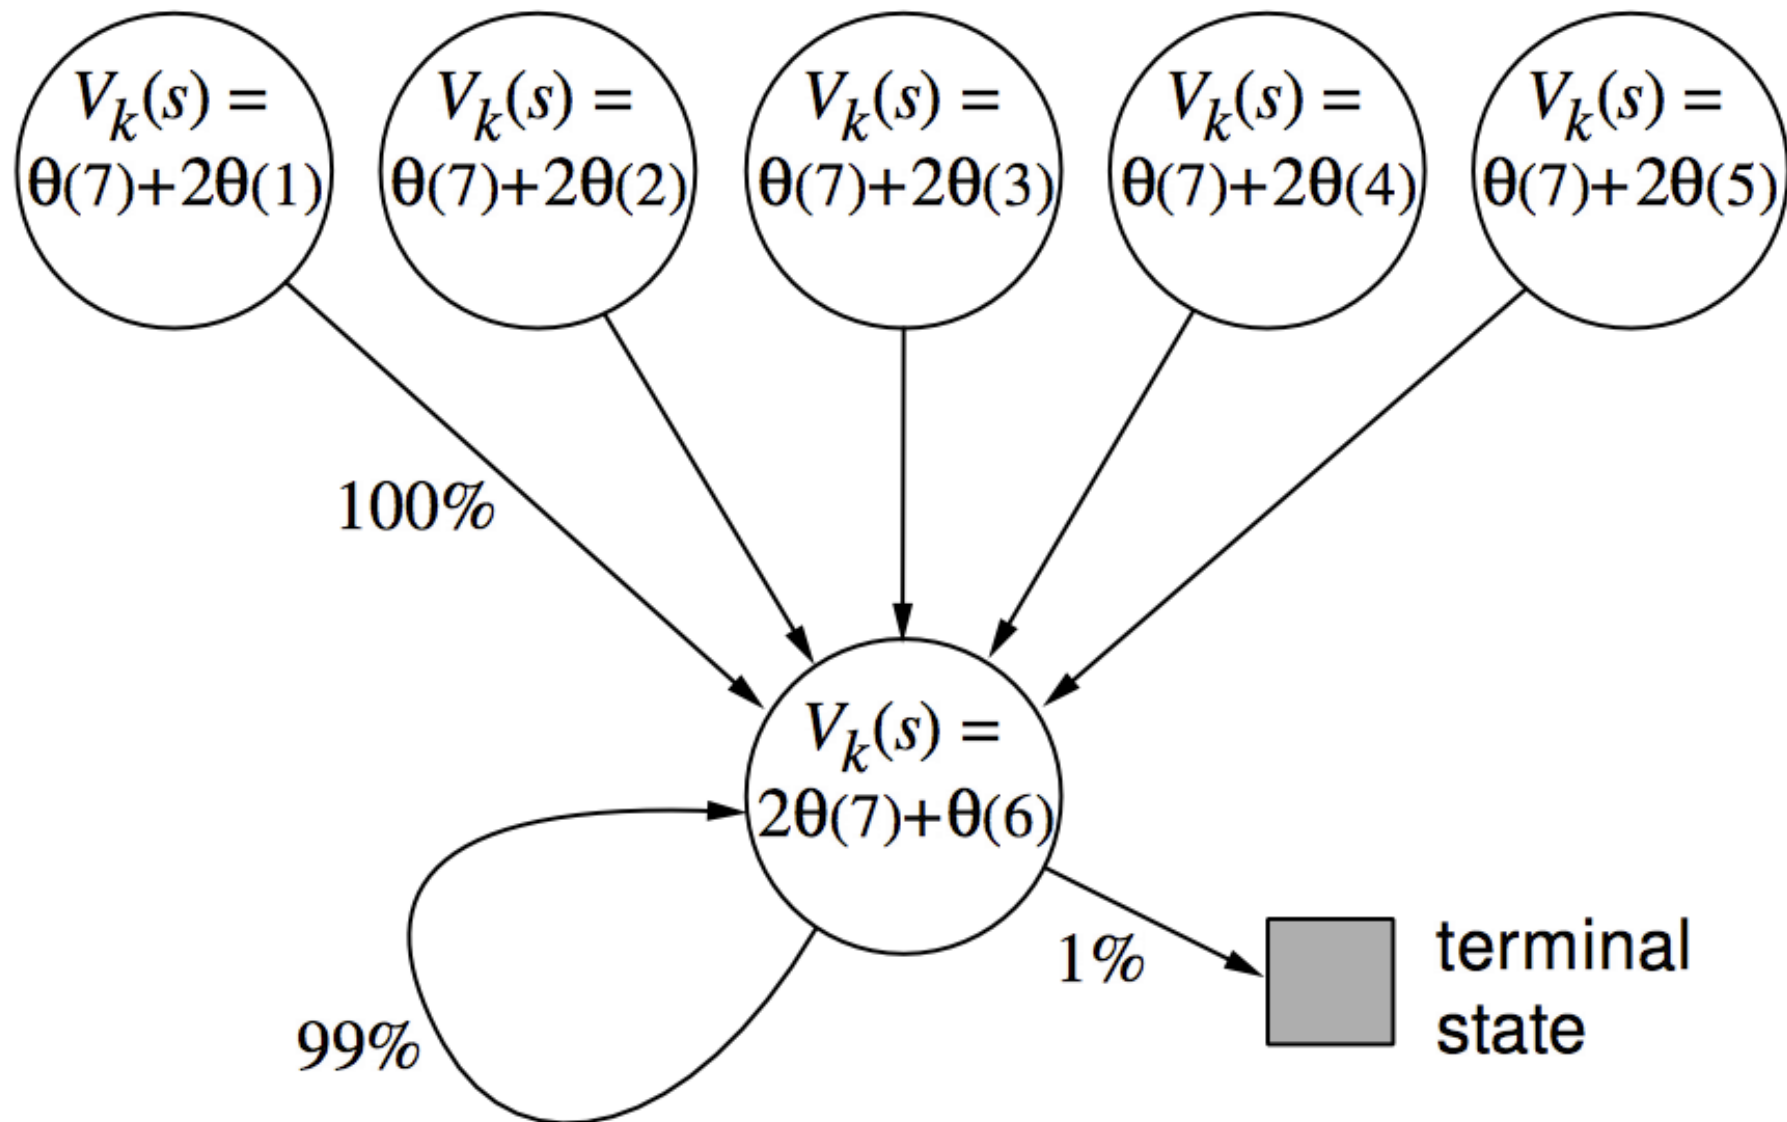 Vk(s) =
θ(7)+2θ(1)
Vk(s) =
θ(7)+2θ(2)
Vk(s) =
θ(7)+2θ(3)
Vk(s) =
θ(7)+2θ(4)
Vk(s) =
θ(7)+2θ(5)
100%
Vk(s) =
2θ(7)+θ(6)
99%
1%
terminal
state